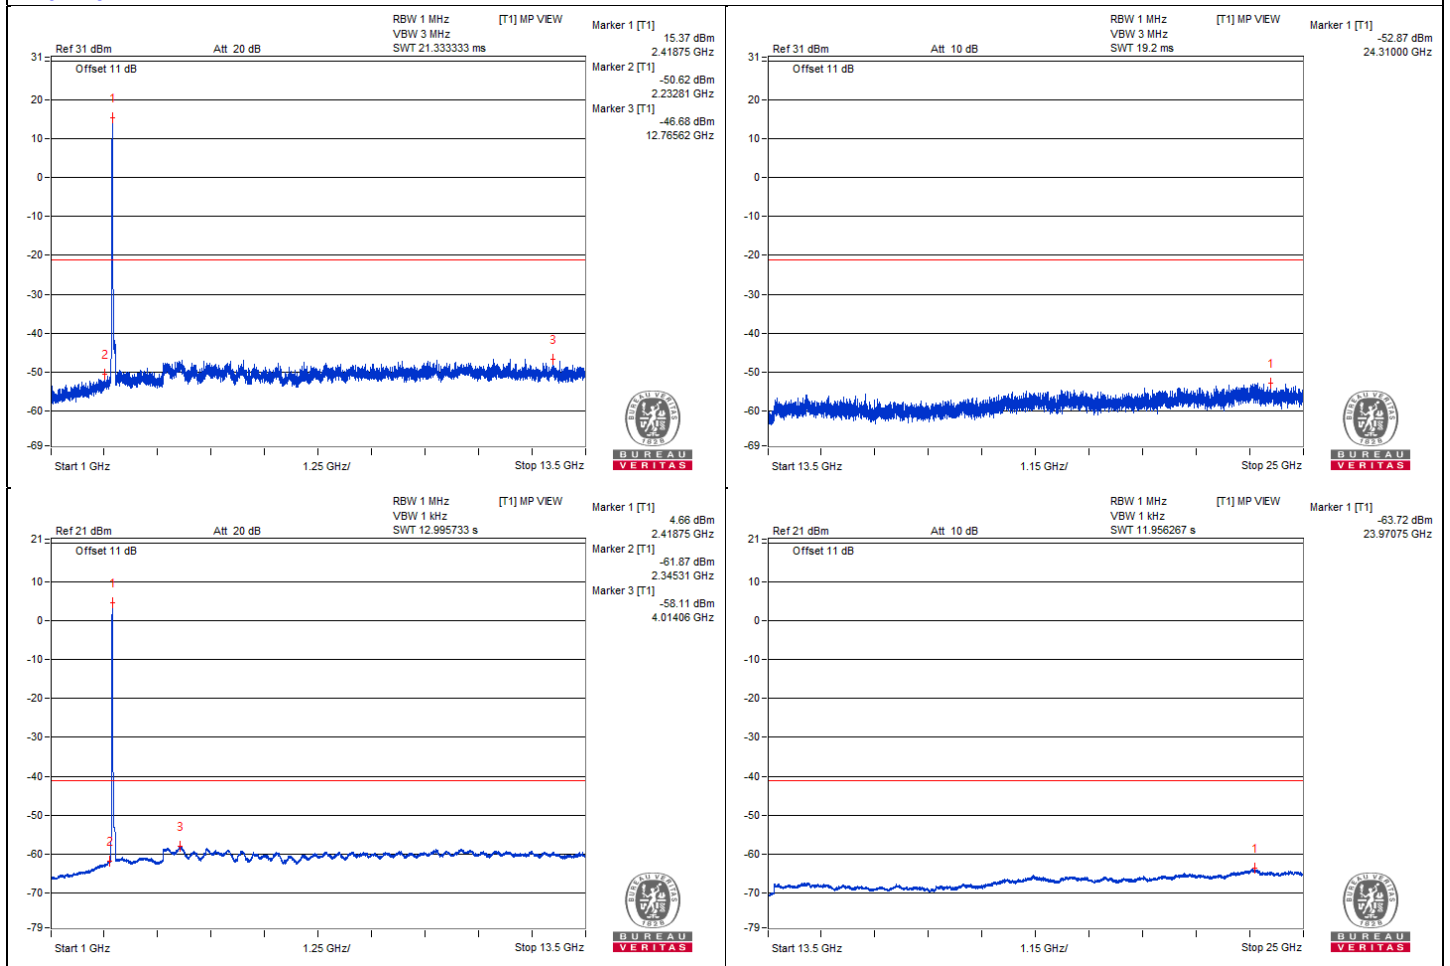 RBW 1 MHz [T1] MP VIEW
VBW 3 MHz
Ref 31 dBm Att 20 dB SWT 21.333333 ms
Offset 11 dB
Marker 1 [T1]
15.37 dBm
2.41875 GHz
Marker 2 [T1]
-50.62 dBm
2.23281 GHz
Marker 3 [T1]
-46.68 dBm
12.76562 GHz
31
20
10
0
-10
-20
-30
-40
-50
-60
-69
1
2
3
Start 1 GHz 1.25 GHz/ Stop 13.5 GHz
BUREAU VERITAS
1828
BUREAU
VERITAS
RBW 1 MHz [T1] MP VIEW
VBW 3 MHz
Ref 31 dBm Att 10 dB SWT 19.2 ms
Offset 11 dB
Marker 1 [T1]
-52.87 dBm
24.31000 GHz
31
20
10
0
-10
-20
-30
-40
-50
-60
-69
1
Start 13.5 GHz 1.15 GHz/ Stop 25 GHz
BUREAU VERITAS
1828
BUREAU
VERITAS
RBW 1 MHz [T1] MP VIEW
VBW 1 kHz
Ref 21 dBm Att 20 dB SWT 12.995733 s
Offset 11 dB
Marker 1 [T1]
4.66 dBm
2.41875 GHz
Marker 2 [T1]
-61.87 dBm
2.34531 GHz
Marker 3 [T1]
-58.11 dBm
4.01406 GHz
21
10
0
-10
-20
-30
-40
-50
-60
-70
-79
1
2
3
Start 1 GHz 1.25 GHz/ Stop 13.5 GHz
BUREAU VERITAS
1828
BUREAU
VERITAS
RBW 1 MHz [T1] MP VIEW
VBW 1 kHz
Ref 21 dBm Att 10 dB SWT 11.956267 s
Offset 11 dB
Marker 1 [T1]
-63.72 dBm
23.97075 GHz
21
10
0
-10
-20
-30
-40
-50
-60
-70
-79
1
Start 13.5 GHz 1.15 GHz/ Stop 25 GHz
BUREAU VERITAS
1828
BUREAU
VERITAS